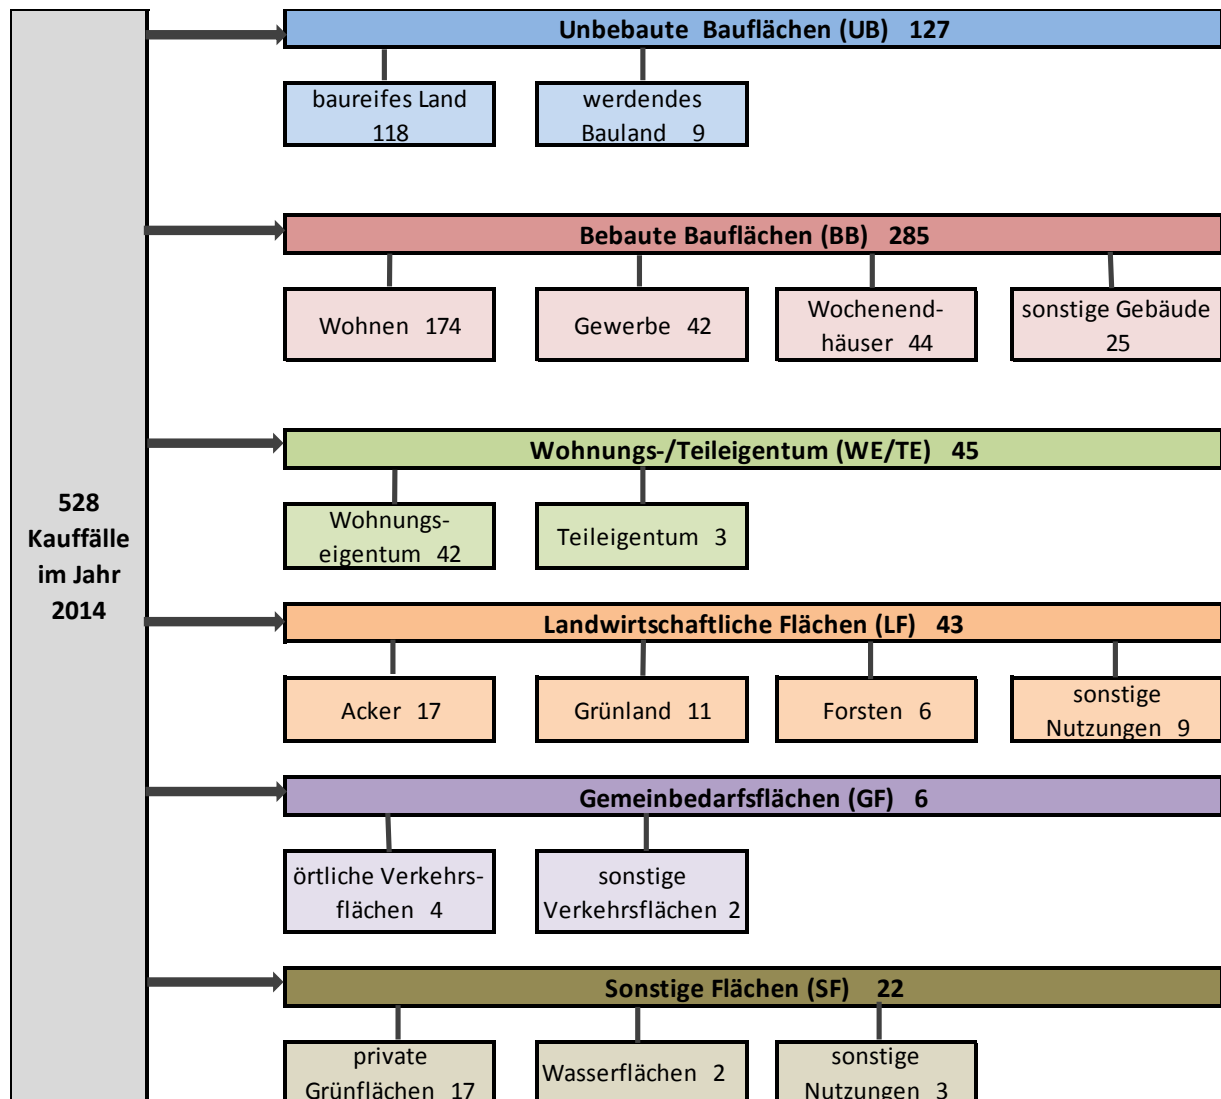 528
Kauffälle
im Jahr
2014
Unbebaute Bauflächen (UB) 127
baureifes Land
118
werdendes
Bauland 9
Bebaute Bauflächen (BB) 285
Wohnen 174
Gewerbe 42
Wochenend-
häuser 44
sonstige Gebäude
25
Wohnungs-/Teileigentum (WE/TE) 45
Wohnungs-
eigentum 42
Teileigentum 3
Landwirtschaftliche Flächen (LF) 43
Acker 17
Grünland 11
Forsten 6
sonstige
Nutzungen 9
Gemeinbedarfsflächen (GF) 6
örtliche Verkehrs-
flächen 4
sonstige
Verkehrsflächen 2
Sonstige Flächen (SF) 22
private
Grünflächen 17
Wasserflächen 2
sonstige
Nutzungen 3